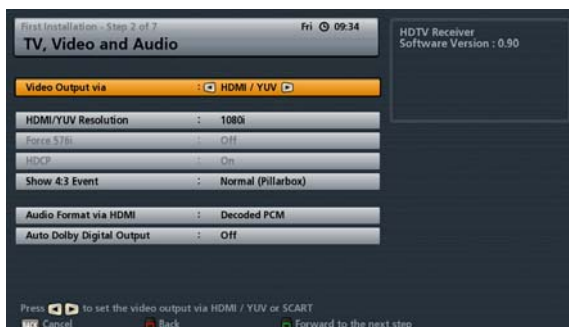 First Installation - Step 2 of 7
Fri 09:34
TV, Video and Audio
HDTV Receiver
Software Version : 0.90
Video Output via : HDMI / YUV
HDMI/YUV Resolution : 1080i
Force 576i : Off
HDCP : On
Show 4:3 Event : Normal (Pillarbox)
Audio Format via HDMI : Decoded PCM
Auto Dolby Digital Output : Off
Press to set the video output via HDMI / YUV or SCART
Cancel Back Forward to the next step